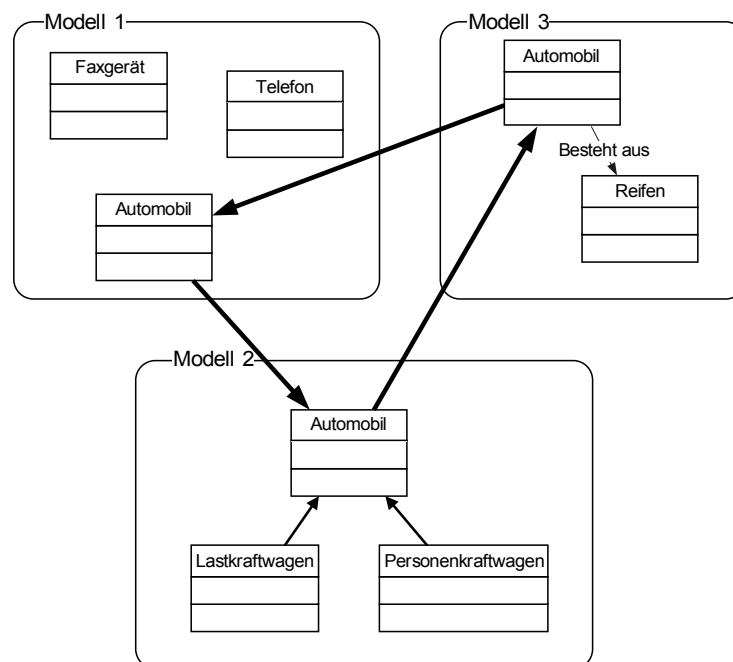 Modell 1
Faxgerät
Telefon
Automobil
Modell 3
Automobil
Besteht aus
Reifen
Modell 2
Automobil
Lastkraftwagen
Personenkraftwagen